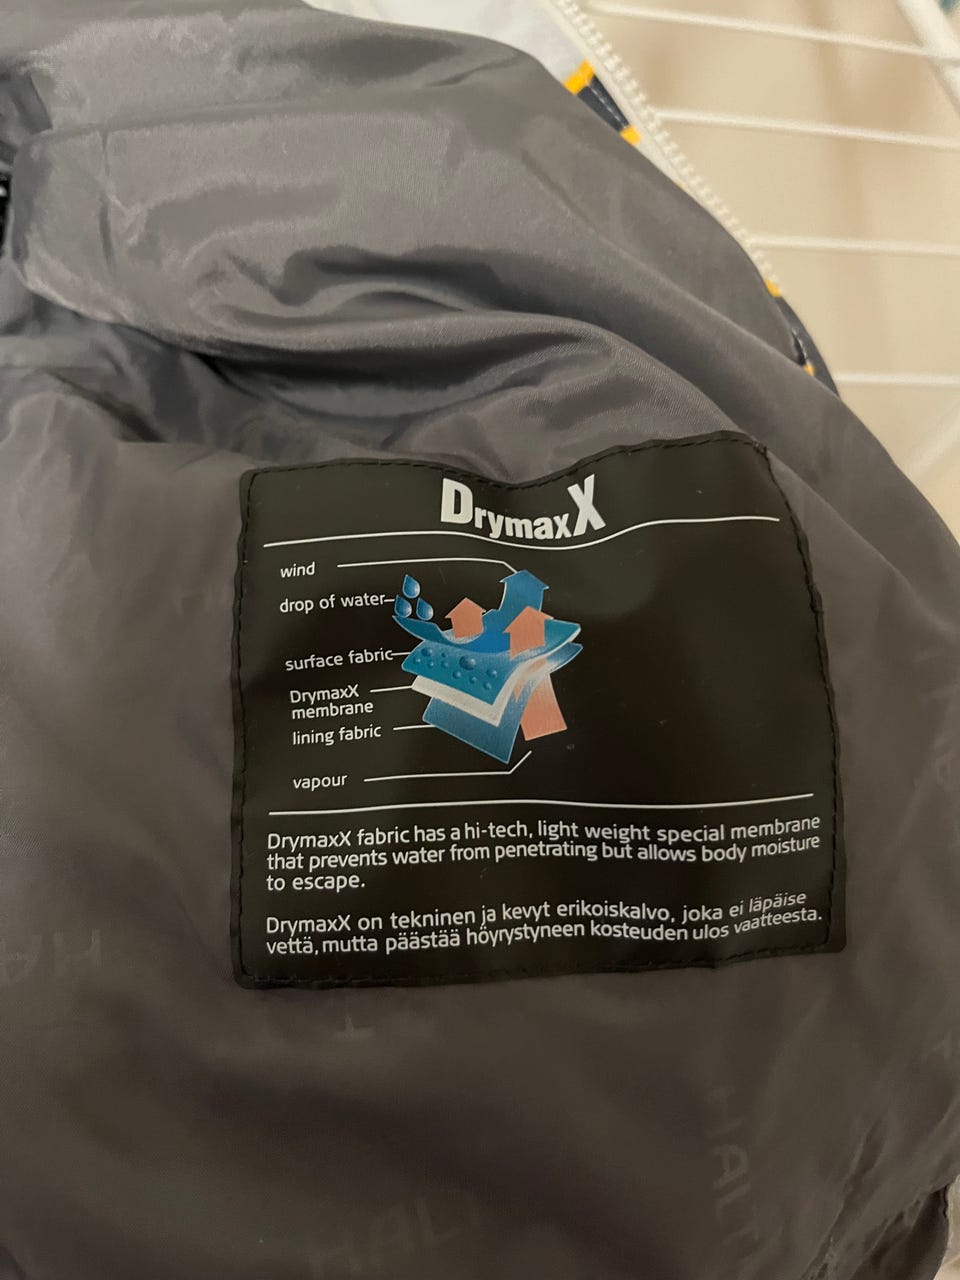 DrymaxX
wind
drop of water
surface fabric
DrymaxX
membrane
lining fabric
vapour
DrymaxX fabric has a hi-tech, light weight special membrane
that prevents water from penetrating but allows body moisture
to escape.
DrymaxX on tekninen ja kevyt erikoiskalvo, joka ei läpäise
vettä, mutta päästää höyrystyneen kosteuden ulos vaatteesta.
HALTI
HALTI